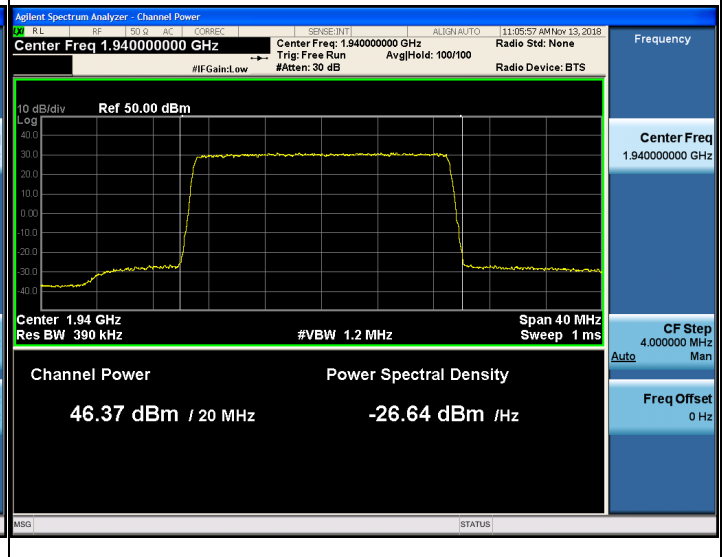 Agilent Spectrum Analyzer - Channel Power
LXI RL RF 50 Ω AC CORREC SENSE:INT ALIGN AUTO 11:05:57 AM Nov 13, 2018
Center Freq 1.940000000 GHz
Center Freq: 1.940000000 GHz
Radio Std: None
Trig: Free Run Avg|Hold: 100/100
#IFGain:Low
#Atten: 30 dB
Radio Device: BTS
10 dB/div Ref 50.00 dBm
Log
40.0
30.0
20.0
10.0
0.00
-10.0
-20.0
-30.0
-40.0
Center 1.94 GHz
Span 40 MHz
Res BW 390 kHz
#VBW 1.2 MHz
Sweep 1 ms
Channel Power
Power Spectral Density
46.37 dBm / 20 MHz
-26.64 dBm /Hz
MSG
STATUS
Frequency
Center Freq
1.940000000 GHz
CF Step
4.000000 MHz
Auto Man
Freq Offset
0 Hz